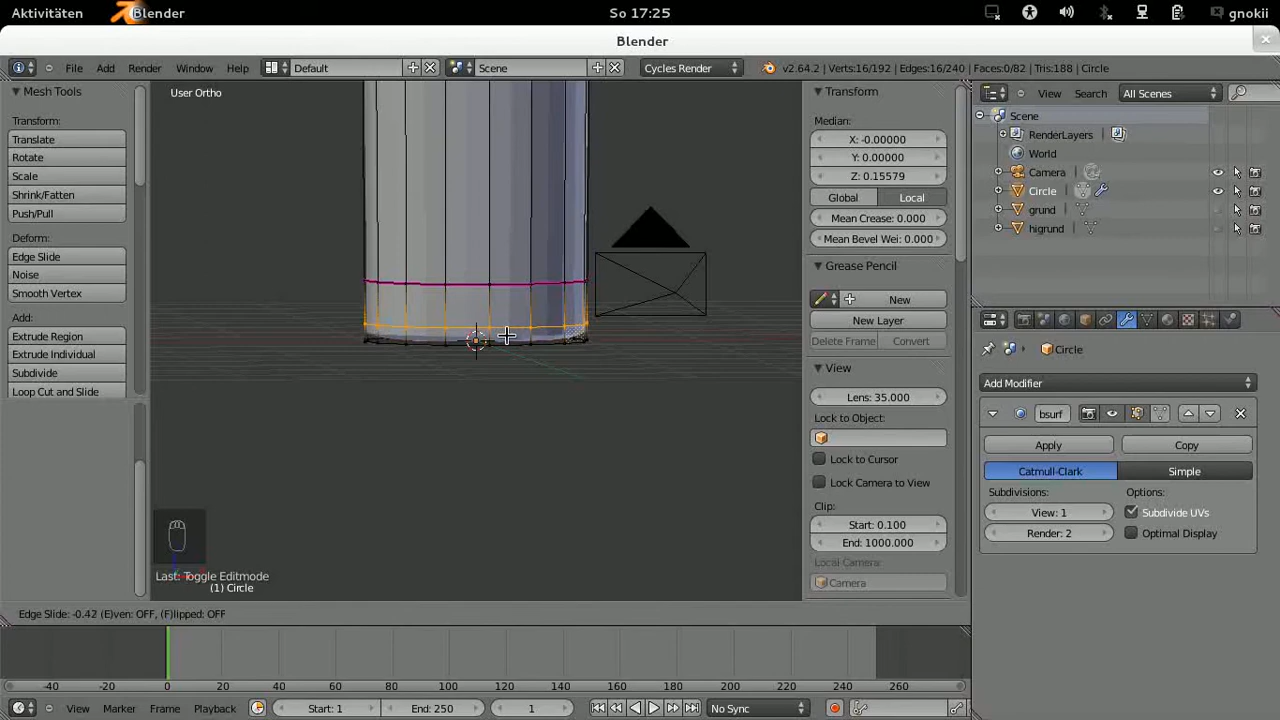 Aktivitäten Blender So 17:25 gnokii
Blender
File Add Render Window Help Default Scene Cycles Render v2.64.2 | Verts:16/192 | Edges:16/240 | Faces:0/82 | Tris:188 | Circle
Mesh Tools
Transform:
Translate
Rotate
Scale
Shrink/Fatten
Push/Pull
Deform:
Edge Slide
Noise
Smooth Vertex
Add:
Extrude Region
Extrude Individual
Subdivide
Loop Cut and Slide
User Ortho
Last: Toggle Editmode
(1) Circle
Transform
Median:
X: -0.00000
Y: 0.00000
Z: 0.15579
Global Local
Mean Crease: 0.000
Mean Bevel Wei: 0.000
Grease Pencil
New
New Layer
Delete Frame Convert
View
Lens: 35.000
Lock to Object:
Lock to Cursor
Lock Camera to View
Clip:
Start: 0.100
End: 1000.000
Local Camera:
Camera
View Search All Scenes
Scene
RenderLayers
World
Camera
Circle
grund
higrund
Circle
Add Modifier
bsurf
Apply Copy
Catmull-Clark Simple
Subdivisions: Options:
View: 1 Subdivide UVs
Render: 2 Optimal Display
Edge Slide: -0.42 (E)ven: OFF, (F)lipped: OFF
-40 -20 0 20 40 60 80 100 120 140 160 180 200 220 240 260
View Marker Frame Playback Start: 1 End: 250 1 No Sync